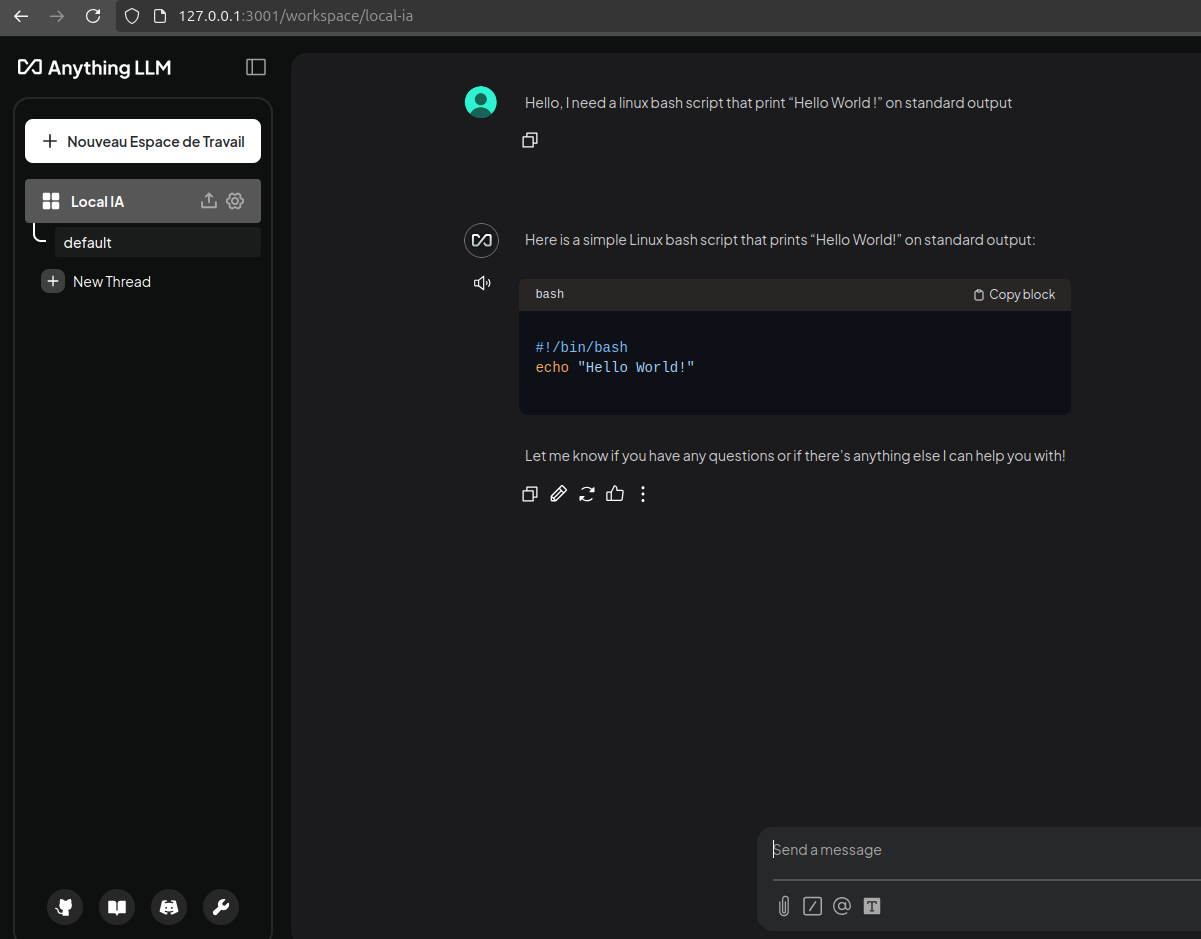 127.0.0.1:3001/workspace/local-ia
Anything LLM
Nouveau Espace de Travail
Local IA
default
New Thread
Hello, I need a linux bash script that print “Hello World !” on standard output
Here is a simple Linux bash script that prints “Hello World!” on standard output:
bash
Copy block
#!/bin/bash
echo "Hello World!"
Let me know if you have any questions or if there’s anything else I can help you with!
Send a message